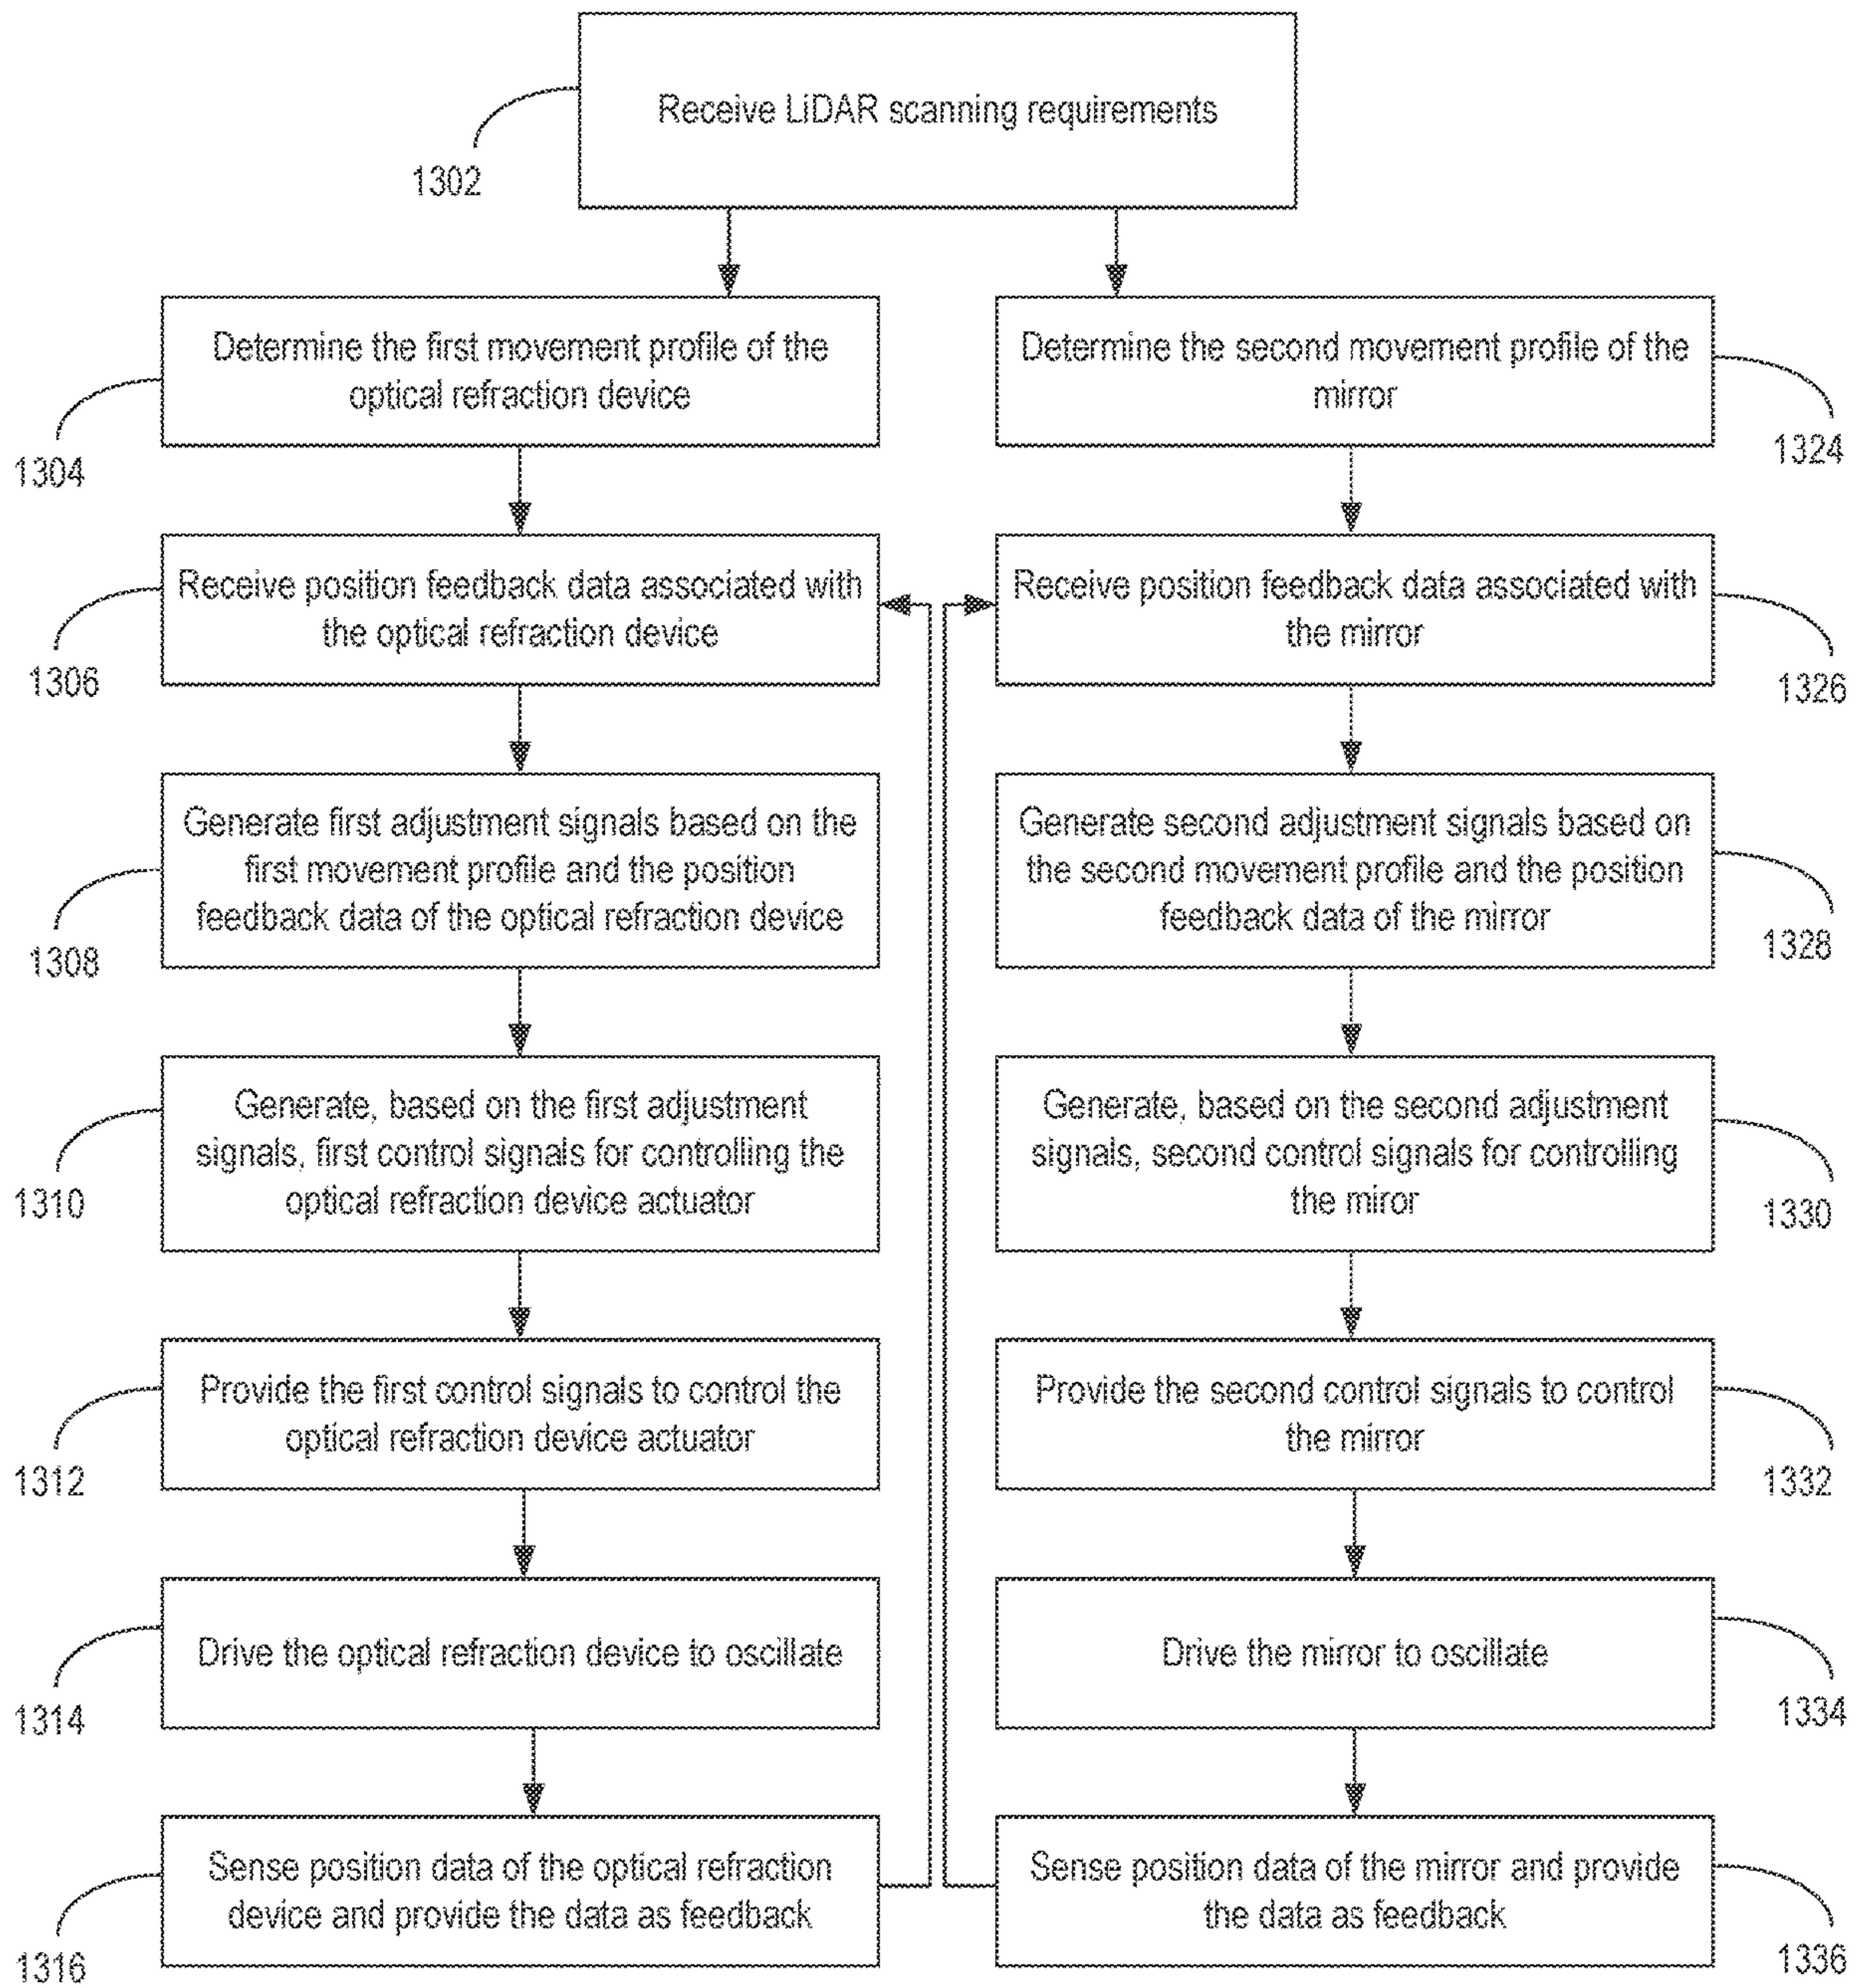 Receive LiDAR scanning requirements
1302
Determine the first movement profile of the
optical refraction device
1304
Receive position feedback data associated with
the optical refraction device
1306
Generate first adjustment signals based on the
first movement profile and the position
feedback data of the optical refraction device
1308
Generate, based on the first adjustment
signals, first control signals for controlling the
optical refraction device actuator
1310
Provide the first control signals to control the
optical refraction device actuator
1312
Drive the optical refraction device to oscillate
1314
Sense position data of the optical refraction
device and provide the data as feedback
1316
Determine the second movement profile of the
mirror
1324
Receive position feedback data associated with
the mirror
1326
Generate second adjustment signals based on
the second movement profile and the position
feedback data of the mirror
1328
Generate, based on the second adjustment
signals, second control signals for controlling
the miror
1330
Provide the second control signals to control
the mirror
1332
Drive the mirror to oscillate
1334
Sense position data of the mirror and provide
the data as feedback
1336